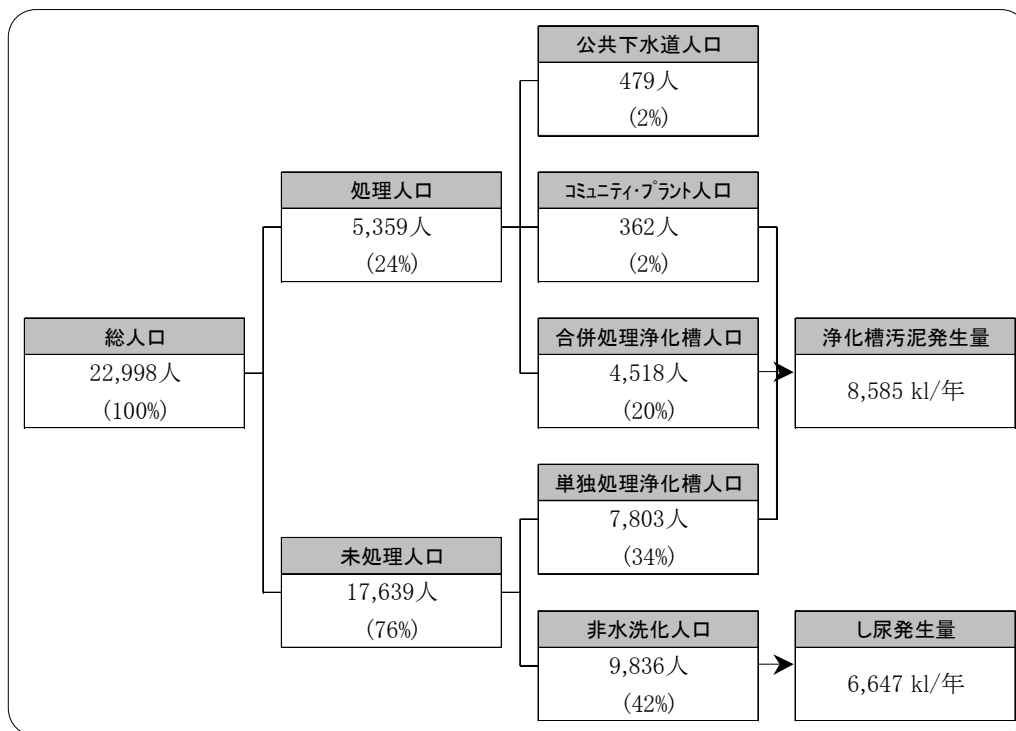 公共下水道人口
479人
(2%)
処理人口
5,359人
(24%)
コミュニティ・プラント人口
362人
(2%)
総人口
22,998人
(100%)
合併処理浄化槽人口
4,518人
(20%)
浄化槽汚泥発生量
8,585 kl/年
単独処理浄化槽人口
7,803人
(34%)
未処理人口
17,639人
(76%)
非水洗化人口
9,836人
(42%)
し尿発生量
6,647 kl/年